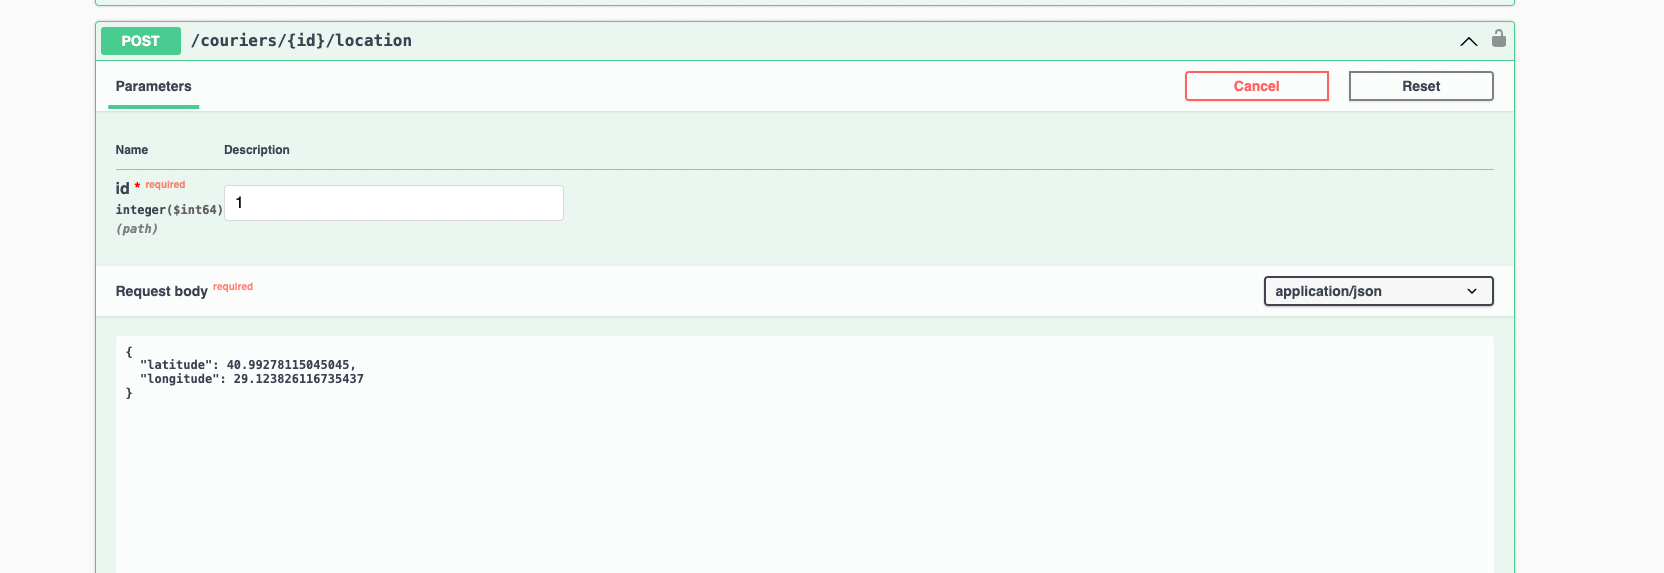 POST /couriers/{id}/location
Parameters
Cancel
Reset
Name Description
id * required
integer($int64)
(path)
1
Request body required
application/json
{
  "latitude": 40.99278115045045,
  "longitude": 29.123826116735437
}